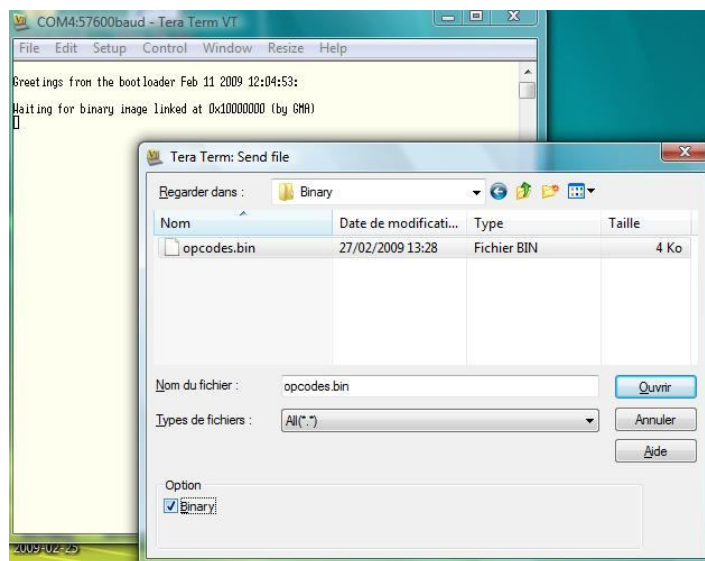 COM4:57600baud - Tera Term VT
File Edit Setup Control Window Resize Help
Greetings from the bootloader Feb 11 2009 12:04:53:
Waiting for binary image linked at 0x10000000 (by GMA)
Tera Term: Send file
Regarder dans : Binary
Nom Date de modificati... Type Taille
opcodes.bin 27/02/2009 13:28 Fichier BIN 4 Ko
Nom du fichier : opcodes.bin Ouvrir
Types de fichiers : All(*.*) Annuler
Aide
Option
Binary
2009-02-25